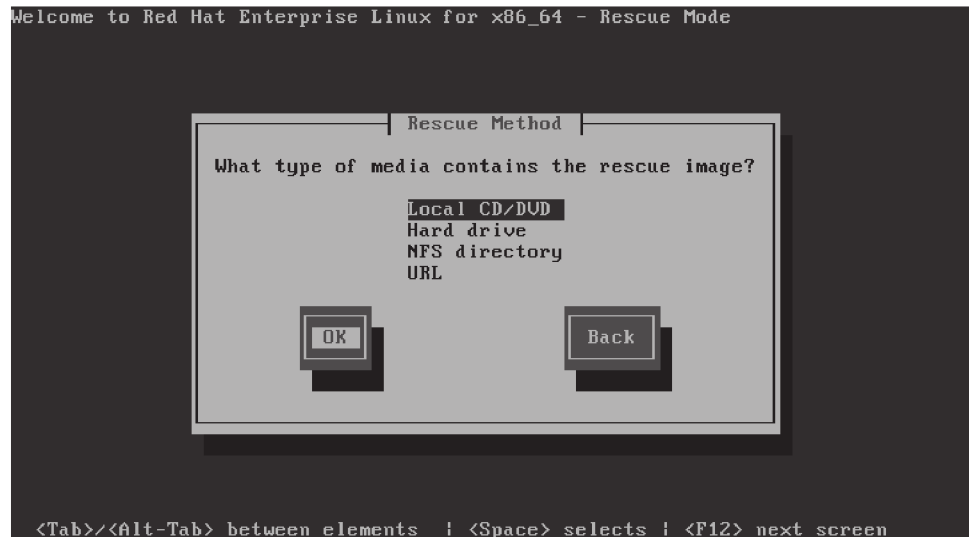 Welcome to Red Hat Enterprise Linux for x86_64 - Rescue Mode
Rescue Method
What type of media contains the rescue image?
Local CD/DVD
Hard drive
NFS directory
URL
OK Back
<Tab>/<Alt-Tab> between elements | <Space> selects | <F12> next screen